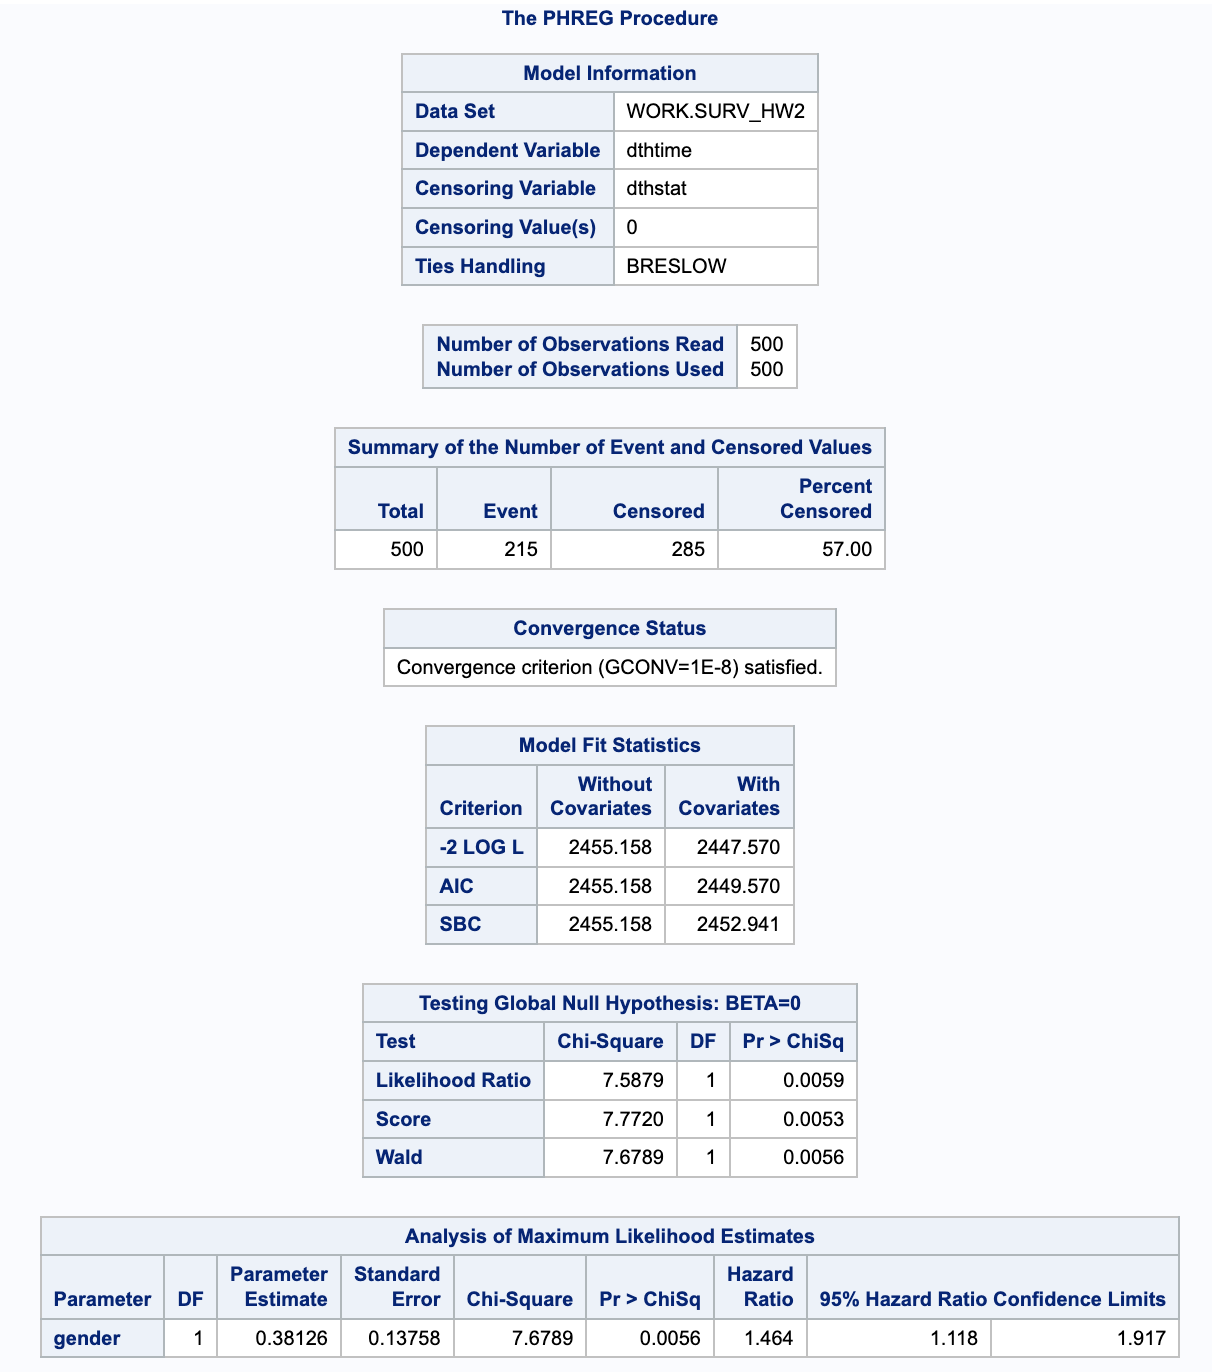 The PHREG Procedure
Model Information
Data Set WORK.SURV_HW2
Dependent Variable dthtime
Censoring Variable dthstat
Censoring Value(s) 0
Ties Handling BRESLOW
Number of Observations Read 500
Number of Observations Used 500
Summary of the Number of Event and Censored Values
Total Event Censored Percent Censored
500 215 285 57.00
Convergence Status
Convergence criterion (GCONV=1E-8) satisfied.
Model Fit Statistics
Criterion Without Covariates With Covariates
-2 LOG L 2455.158 2447.570
AIC 2455.158 2449.570
SBC 2455.158 2452.941
Testing Global Null Hypothesis: BETA=0
Test Chi-Square DF Pr > ChiSq
Likelihood Ratio 7.5879 1 0.0059
Score 7.7720 1 0.0053
Wald 7.6789 1 0.0056
Analysis of Maximum Likelihood Estimates
Parameter DF Parameter Estimate Standard Error Chi-Square Pr > ChiSq Hazard Ratio 95% Hazard Ratio Confidence Limits
gender 1 0.38126 0.13758 7.6789 0.0056 1.464 1.118 1.917